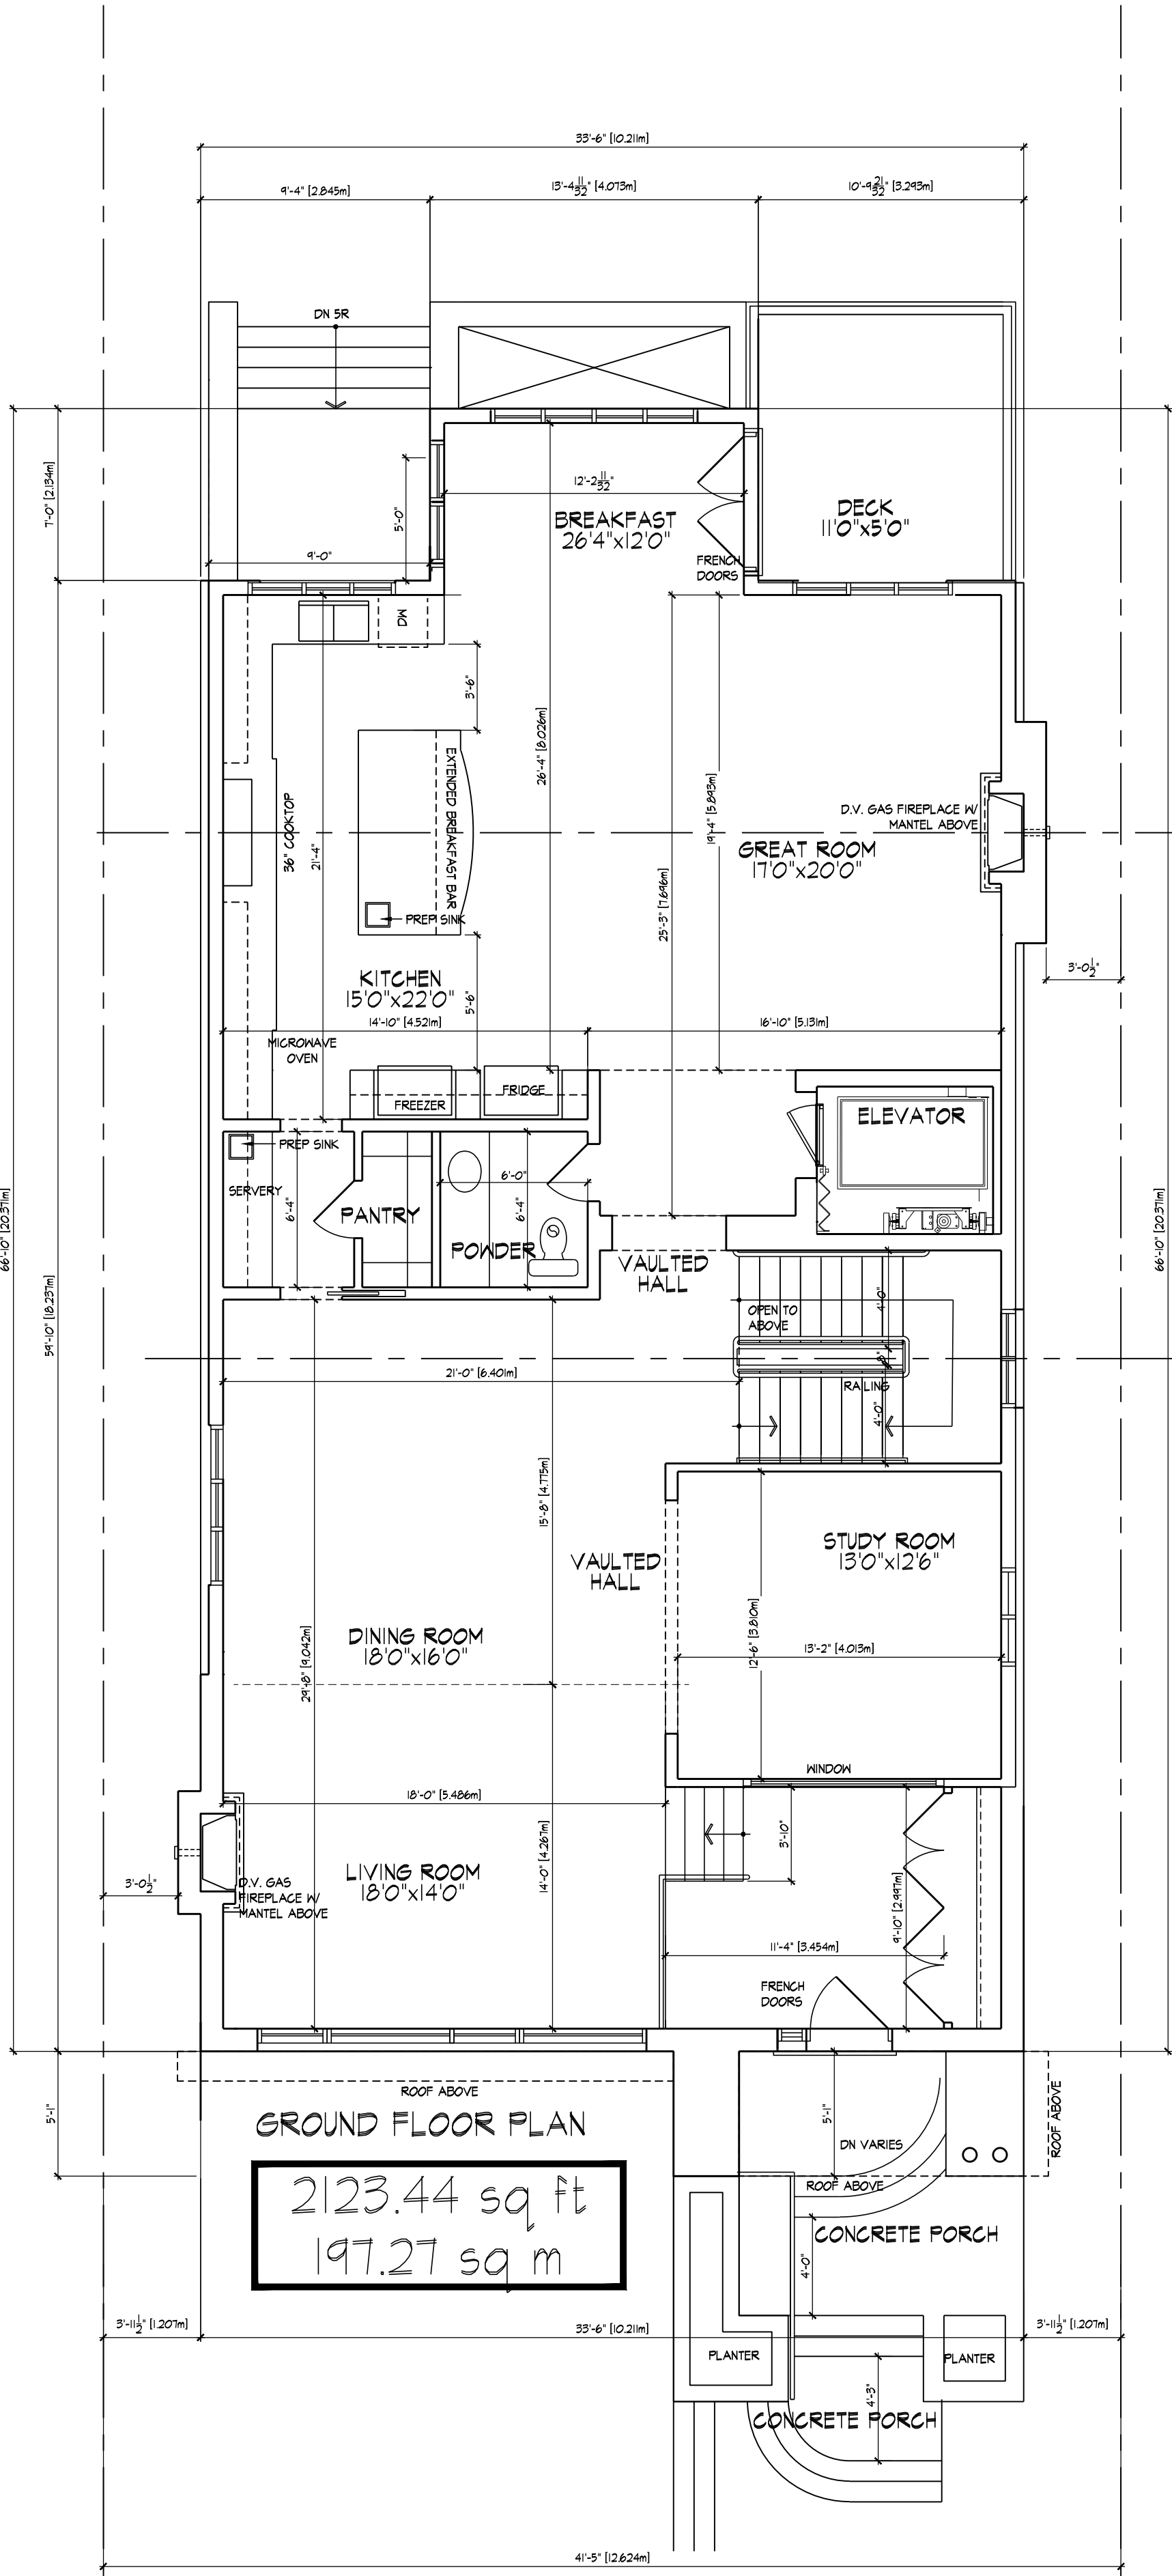 33'-6" [10.211m]
9'-4" [2.845m]
13'-4 11/32" [4.073m]
10'-9 21/32" [3.293m]
DN 5R
7'-0" [2.134m]
5'-0"
12'-2 11/32"
BREAKFAST
26'4"x12'0"
DECK
11'0"x5'0"
9'-0"
FRENCH
DOORS
DW
3'-6"
26'-4" [8.026m]
EXTENDED BREAKFAST BAR
36" COOKTOP
21'-4"
19'-4" [5.893m]
D.V. GAS FIREPLACE W/
MANTEL ABOVE
GREAT ROOM
17'0"x20'0"
PREP SINK
25'-3" [7.696m]
3'-0 1/2"
KITCHEN
15'0"x22'0"
5'-6"
14'-10" [4.521m]
16'-10" [5.131m]
MICROWAVE
OVEN
FREEZER
FRIDGE
ELEVATOR
PREP SINK
SERVERY
6'-4"
PANTRY
6'-0"
6'-4"
POWDER
VAULTED
HALL
66'-10" [20.371m]
59'-10" [18.237m]
66'-10" [20.371m]
OPEN TO
ABOVE
4'-0"
8"
RAILING
4'-0"
21'-0" [6.401m]
15'-8" [4.775m]
STUDY ROOM
13'0"x12'6"
VAULTED
HALL
12'-6" [3.810m]
13'-2" [4.013m]
DINING ROOM
18'0"x16'0"
29'-8" [9.042m]
WINDOW
18'-0" [5.486m]
3'-10"
14'-0" [4.267m]
LIVING ROOM
18'0"x14'0"
3'-0 1/2"
D.V. GAS
FIREPLACE W/
MANTEL ABOVE
9'-10" [2.997m]
11'-4" [3.454m]
FRENCH
DOORS
ROOF ABOVE
ROOF ABOVE
5'-1"
5'-1"
GROUND FLOOR PLAN
DN VARIES
ROOF ABOVE
2123.44 sq ft
197.27 sq m
CONCRETE PORCH
4'-0"
3'-11 1/2" [1.207m]
33'-6" [10.211m]
3'-11 1/2" [1.207m]
PLANTER
PLANTER
4'-3"
CONCRETE PORCH
41'-5" [12.624m]